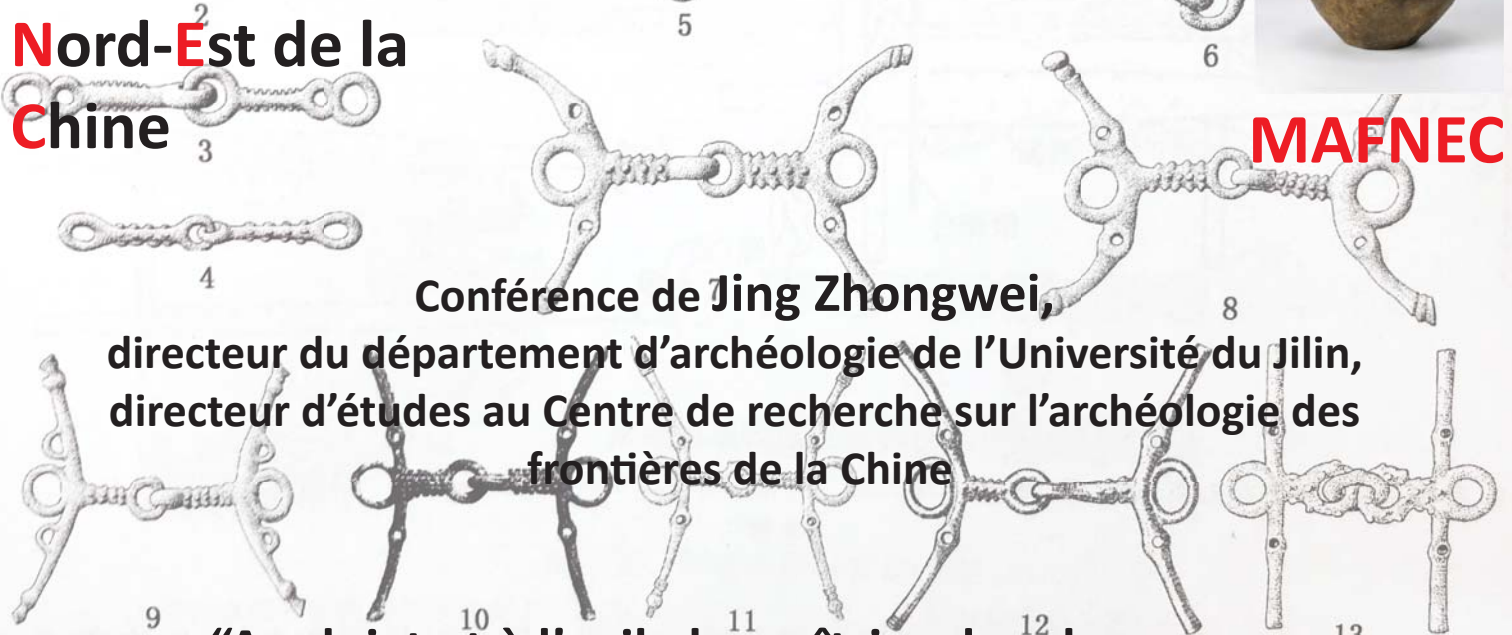 2
5
6
Nord-Est de la
Chine
3
MAFNEC
4
7
8
Conférence de Jing Zhongwei,
directeur du département d’archéologie de l’Université du Jilin,
directeur d’études au Centre de recherche sur l’archéologie des
frontières de la Chine
9
10
11
12